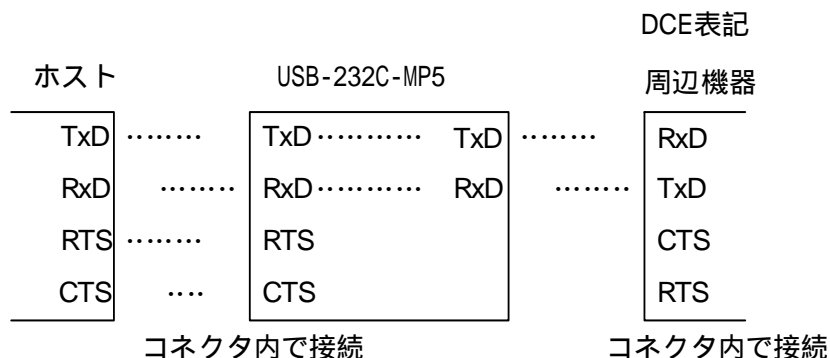 DCE表記
ホスト USB-232C-MP5 周辺機器
TxD ········ TxD ············ TxD ········ RxD
RxD ········ RxD ············ RxD ········ TxD
RTS ········ RTS CTS
CTS ···· CTS RTS
コネクタ内で接続 コネクタ内で接続